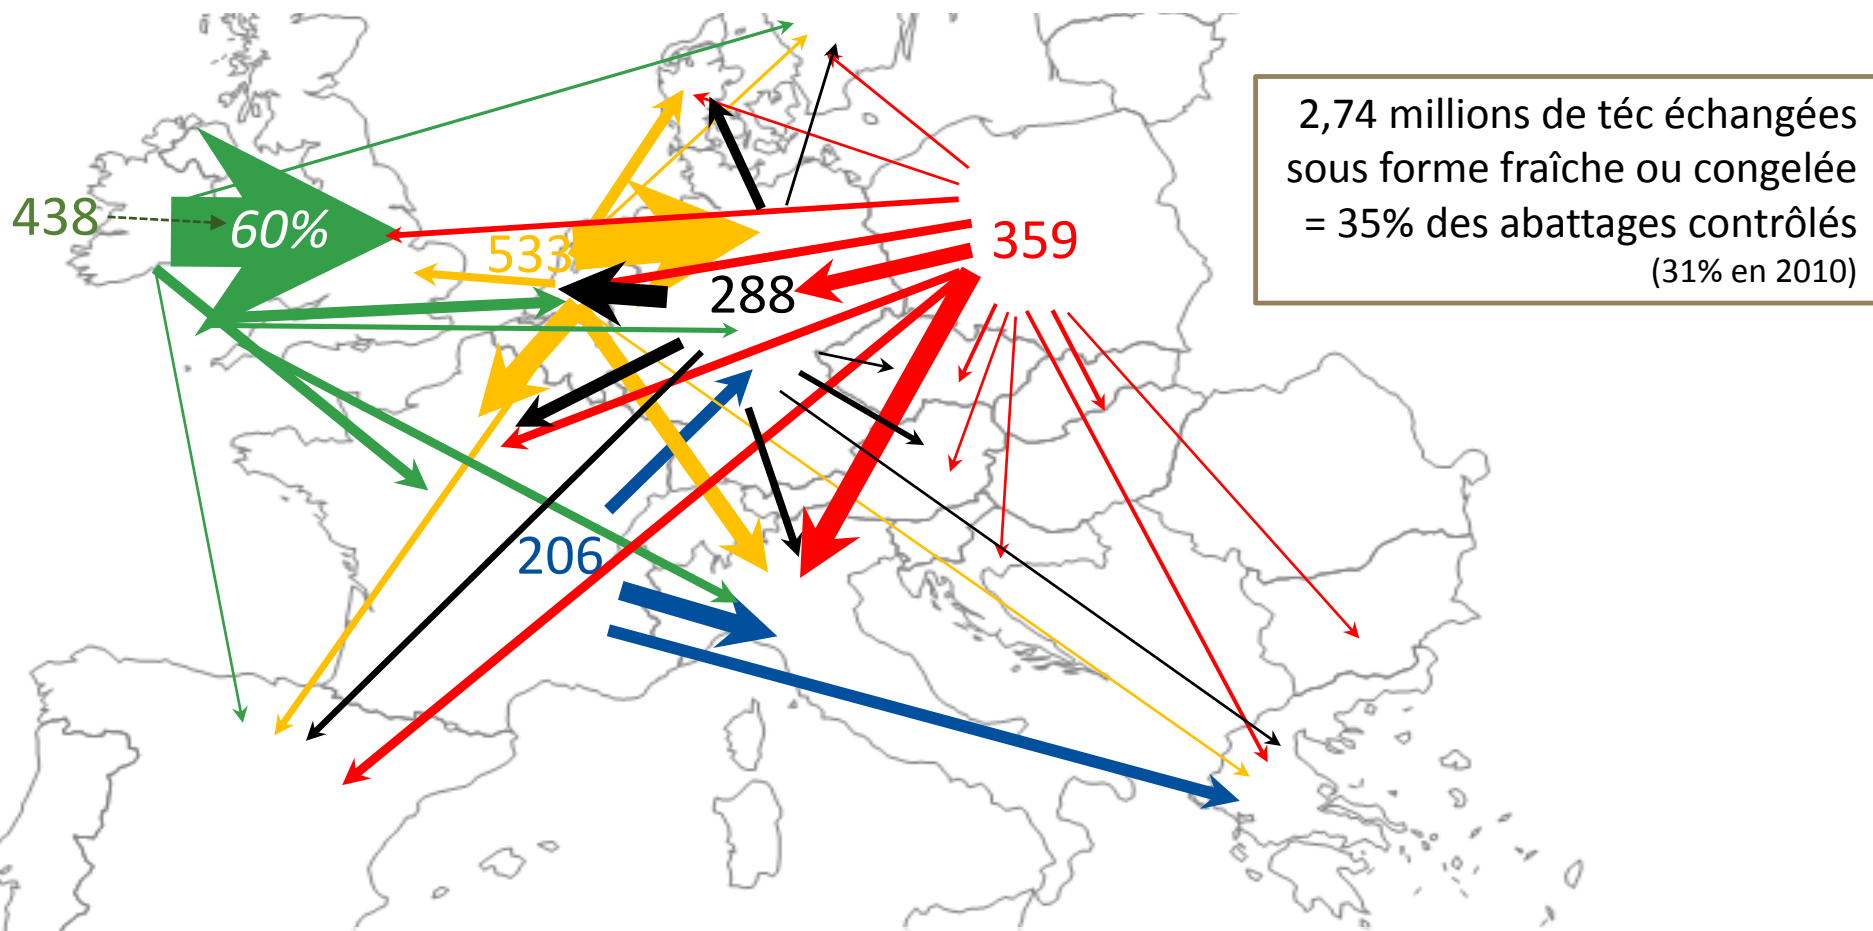 2,74 millions de téc échangées
sous forme fraîche ou congelée
= 35% des abattages contrôlés
(31% en 2010)
438
60%
533
359
288
206